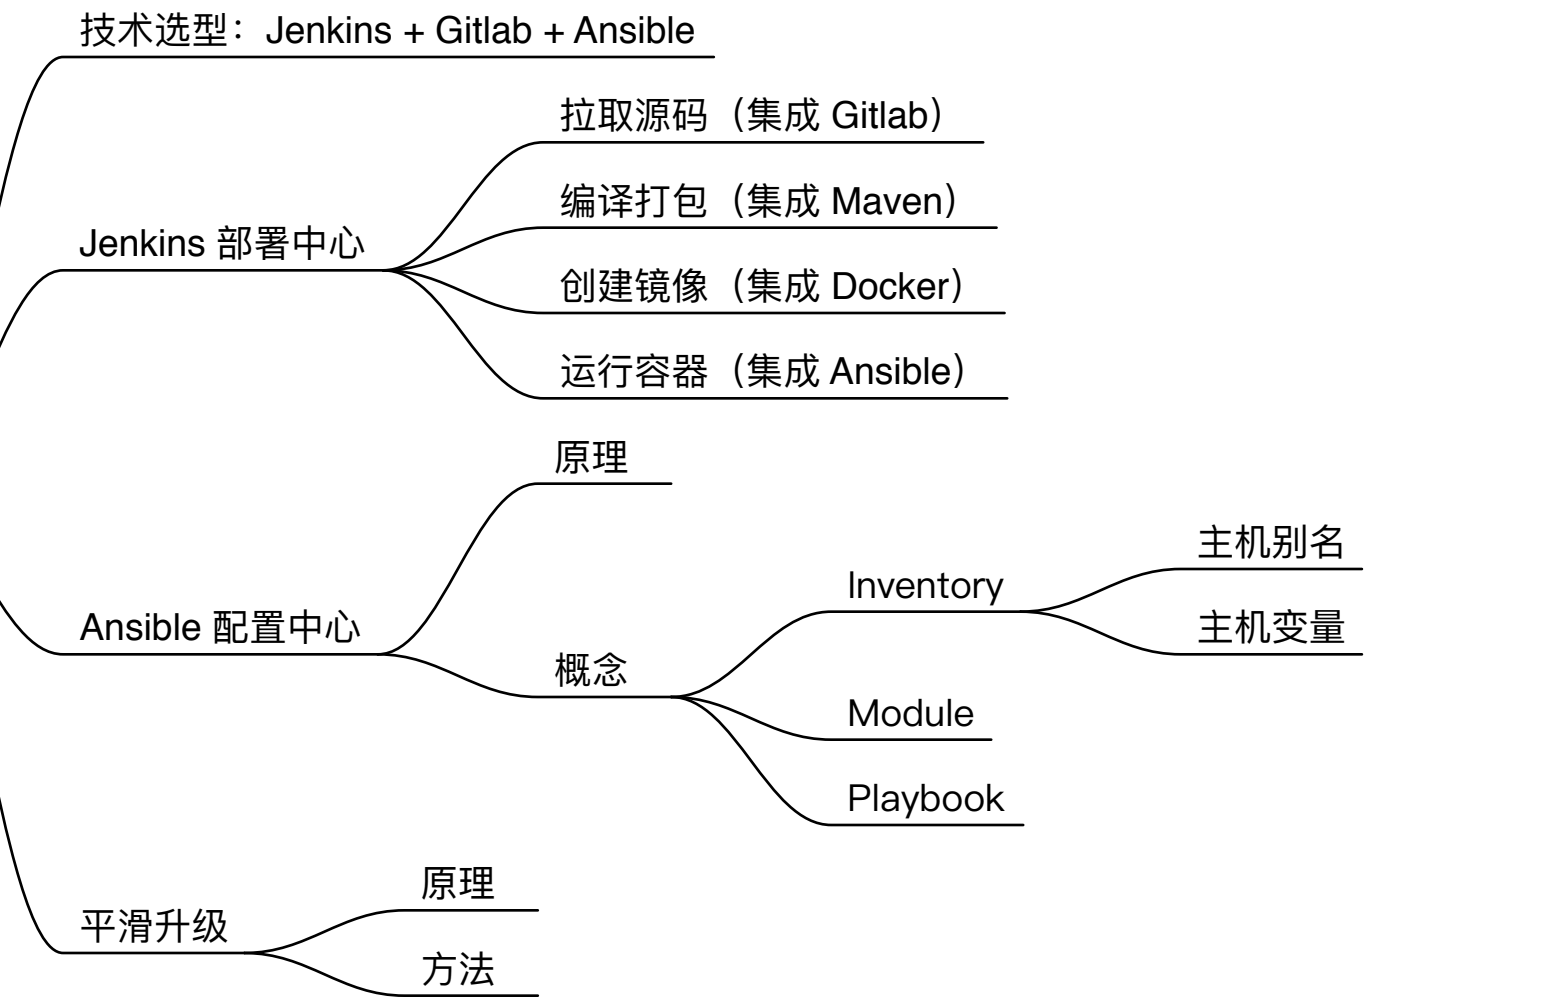 技术选型：Jenkins + Gitlab + Ansible
Jenkins 部署中心
拉取源码（集成 Gitlab）
编译打包（集成 Maven）
创建镜像（集成 Docker）
运行容器（集成 Ansible）
Ansible 配置中心
原理
概念
Inventory
主机别名
主机变量
Module
Playbook
平滑升级
原理
方法